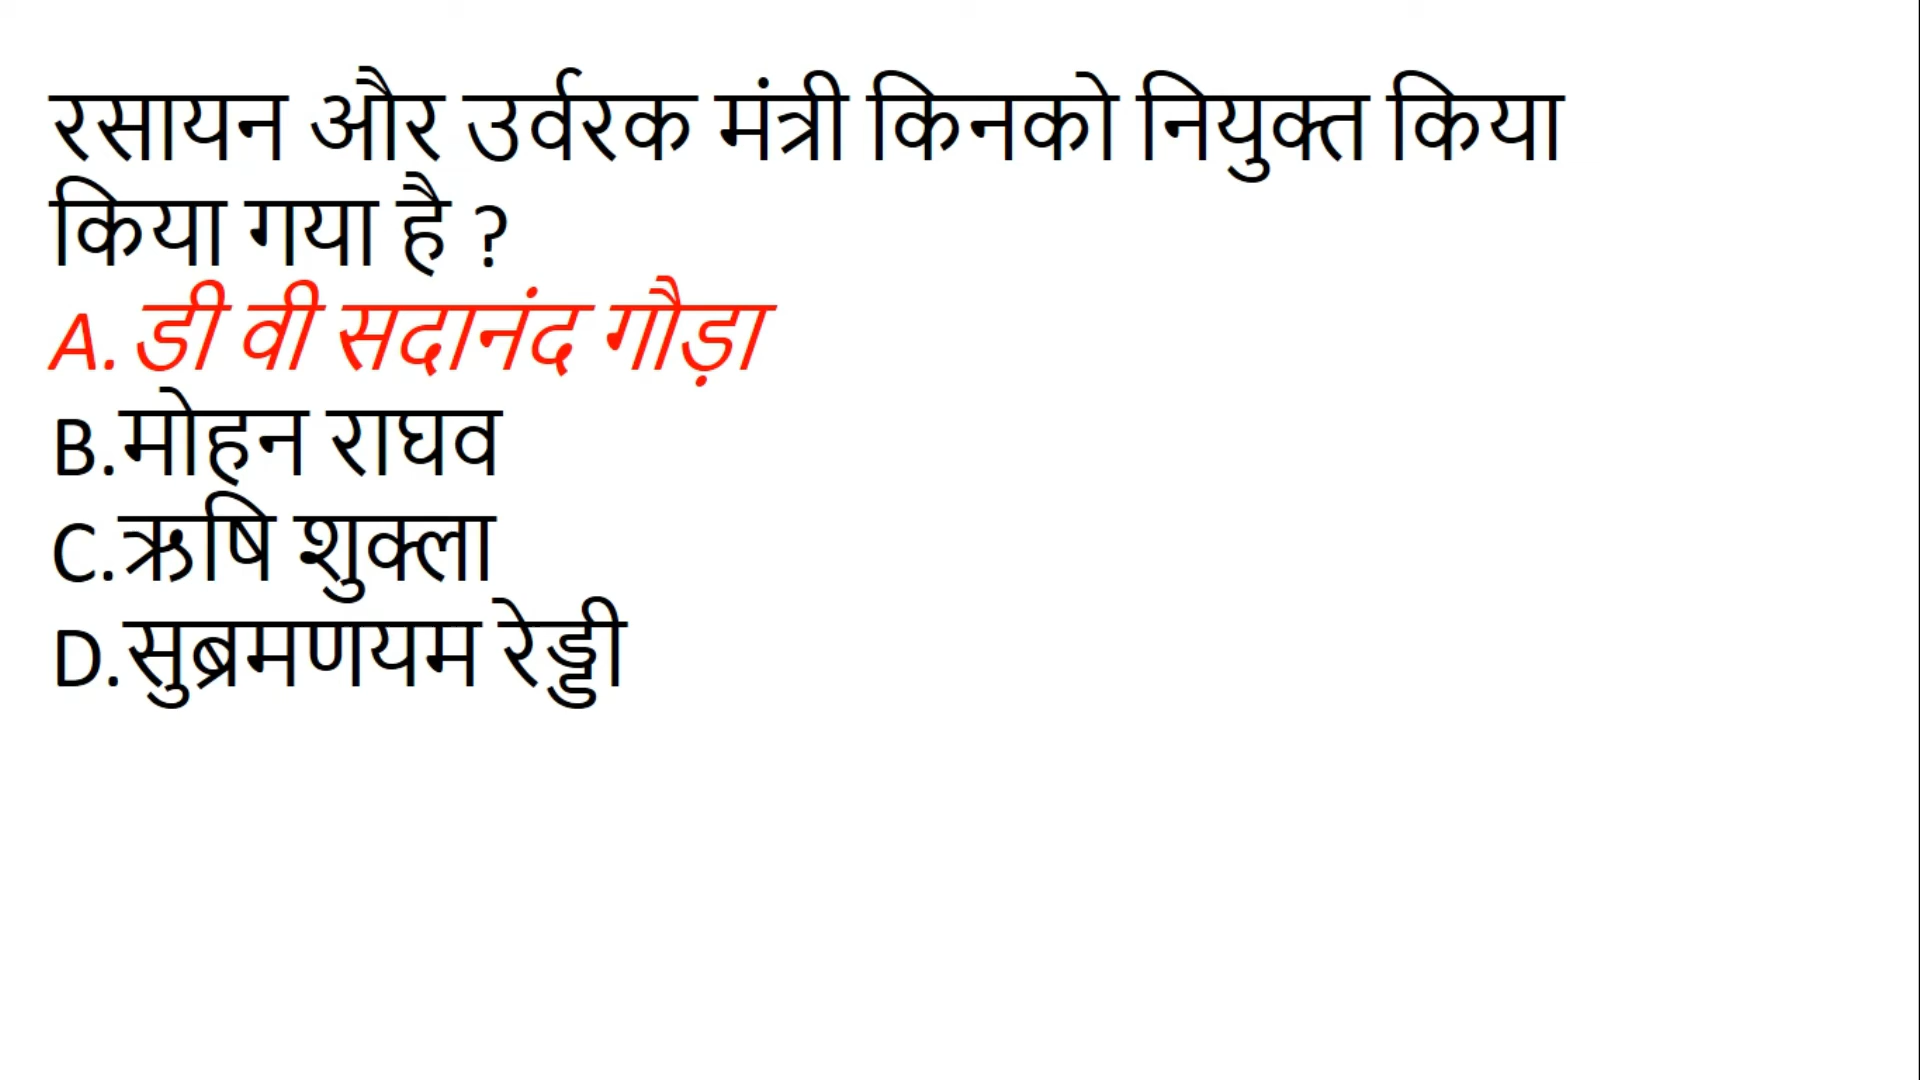 रसायन और उर्वरक मंत्री किनको नियुक्त किया
किया गया है ?
A. डी वी सदानंद गौड़ा
B.मोहन राघव
C.ऋषि शुक्ला
D.सुब्रमणयम रेड्डी